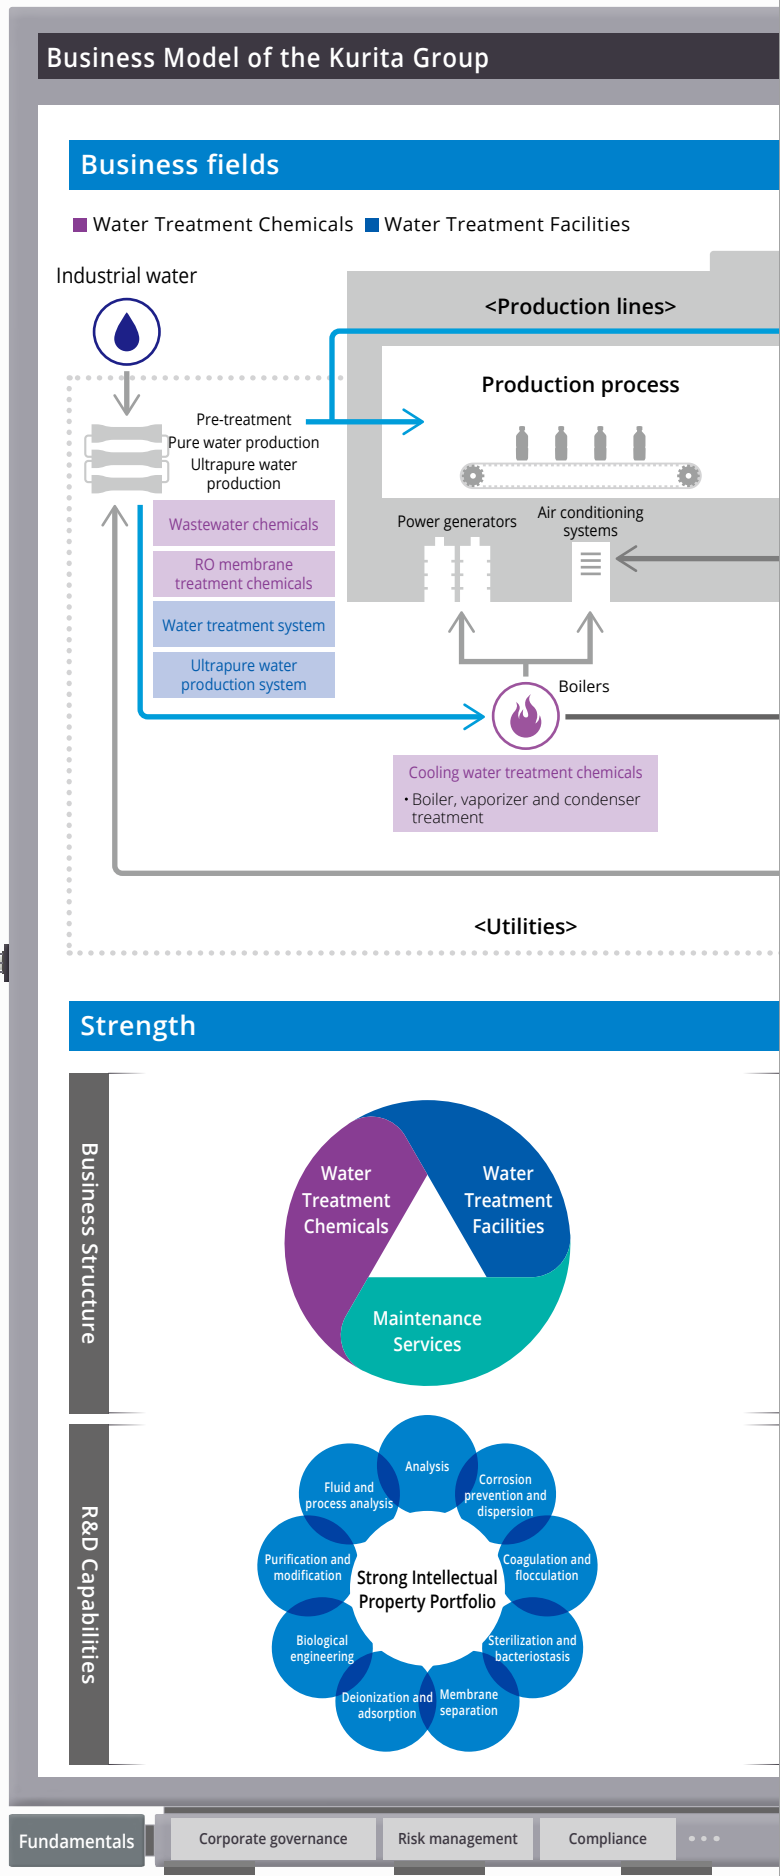 Business Model of the Kurita Group
Business fields
Water Treatment Chemicals
Water Treatment Facilities
Industrial water
<Production lines>
Production process
Pre-treatment
Pure water production
Ultrapure water
production
Wastewater chemicals
RO membrane
treatment chemicals
Water treatment system
Ultrapure water
production system
Power generators
Air conditioning
systems
Boilers
Cooling water treatment chemicals
・Boiler, vaporizer and condenser
treatment
<Utilities>
Strength
Business Structure
Water
Treatment
Chemicals
Water
Treatment
Facilities
Maintenance
Services
R&D Capabilities
Analysis
Corrosion
prevention and
dispersion
Fluid and
process analysis
Coagulation and
flocculation
Purification and
modification
Strong Intellectual
Property Portfolio
Sterilization and
bacteriostasis
Biological
engineering
Membrane
separation
Deionization and
adsorption
Fundamentals
Corporate governance
Risk management
Compliance